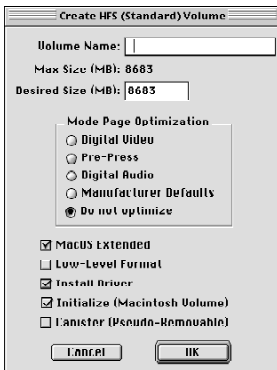 Create HFS (Standard) Volume
Volume Name:
Max Size (MB): 8683
Desired Size (MB): 8683
Mode Page Optimization
Digital Video
Pre-Press
Digital Audio
Manufacturer Defaults
Do not optimize
MacOS Extended
Low-Level Format
Install Driver
Initialize (Macintosh Volume)
Canister (Pseudo-Removable)
Cancel OK